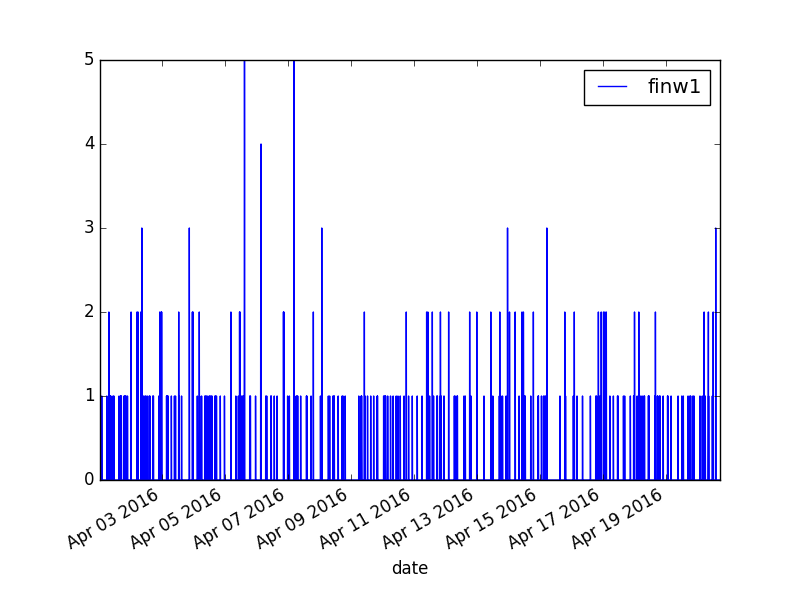 5
finw1
4
3
2
1
0
Apr 03 2016
Apr 05 2016
Apr 07 2016
Apr 09 2016
Apr 11 2016
Apr 13 2016
Apr 15 2016
Apr 17 2016
Apr 19 2016
date